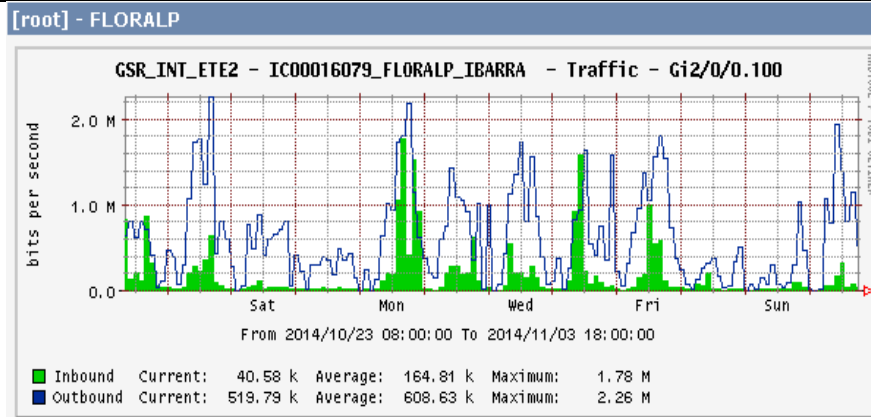 [root] - FLORALP
GSR_INT_ETE2 - IC00016079_FLORALP_IBARRA - Traffic - Gi2/0/0.100
bits per second
2.0 M
1.0 M
0.0
Sat Mon Wed Fri Sun
From 2014/10/23 08:00:00 To 2014/11/03 18:00:00
Inbound Current: 40.58 k Average: 164.81 k Maximum: 1.78 M
Outbound Current: 519.79 k Average: 608.63 k Maximum: 2.26 M